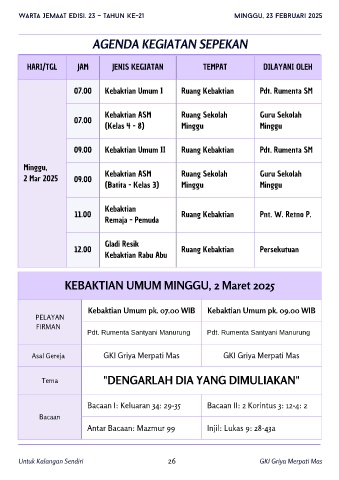 WARTA JEMAAT EDISI. 23 – TAHUN KE-21 MINGGU, 23 FEBRUARI 2025
AGENDA KEGIATAN SEPEKAN
HARI/TGL JAM JENIS KEGIATAN TEMPAT DILAYANI OLEH
Minggu,
2 Mar 2025
07.00 Kebaktian Umum I Ruang Kebaktian Pdt. Rumenta SM
07.00 Kebaktian ASM
(Kelas 4 - 8) Ruang Sekolah
Minggu Guru Sekolah
Minggu
09.00 Kebaktian Umum II Ruang Kebaktian Pdt. Rumenta SM
09.00 Kebaktian ASM
(Batita - Kelas 3) Ruang Sekolah
Minggu Guru Sekolah
Minggu
11.00 Kebaktian
Remaja - Pemuda Ruang Kebaktian Pnt. W. Retno P.
12.00 Gladi Resik
Kebaktian Rabu Abu Ruang Kebaktian Persekutuan
KEBAKTIAN UMUM MINGGU, 2 Maret 2025
PELAYAN
FIRMAN
Kebaktian Umum pk. 07.00 WIB Kebaktian Umum pk. 09.00 WIB
Pdt. Rumenta Santyani Manurung Pdt. Rumenta Santyani Manurung
Asal Gereja GKI Griya Merpati Mas GKI Griya Merpati Mas
Tema "DENGARLAH DIA YANG DIMULIAKAN"
Bacaan
Bacaan I: Keluaran 34: 29-35 Bacaan II: 2 Korintus 3: 12-4: 2
Antar Bacaan: Mazmur 99 Injil: Lukas 9: 28-43a
Untuk Kalangan Sendiri 26 GKI Griya Merpati Mas